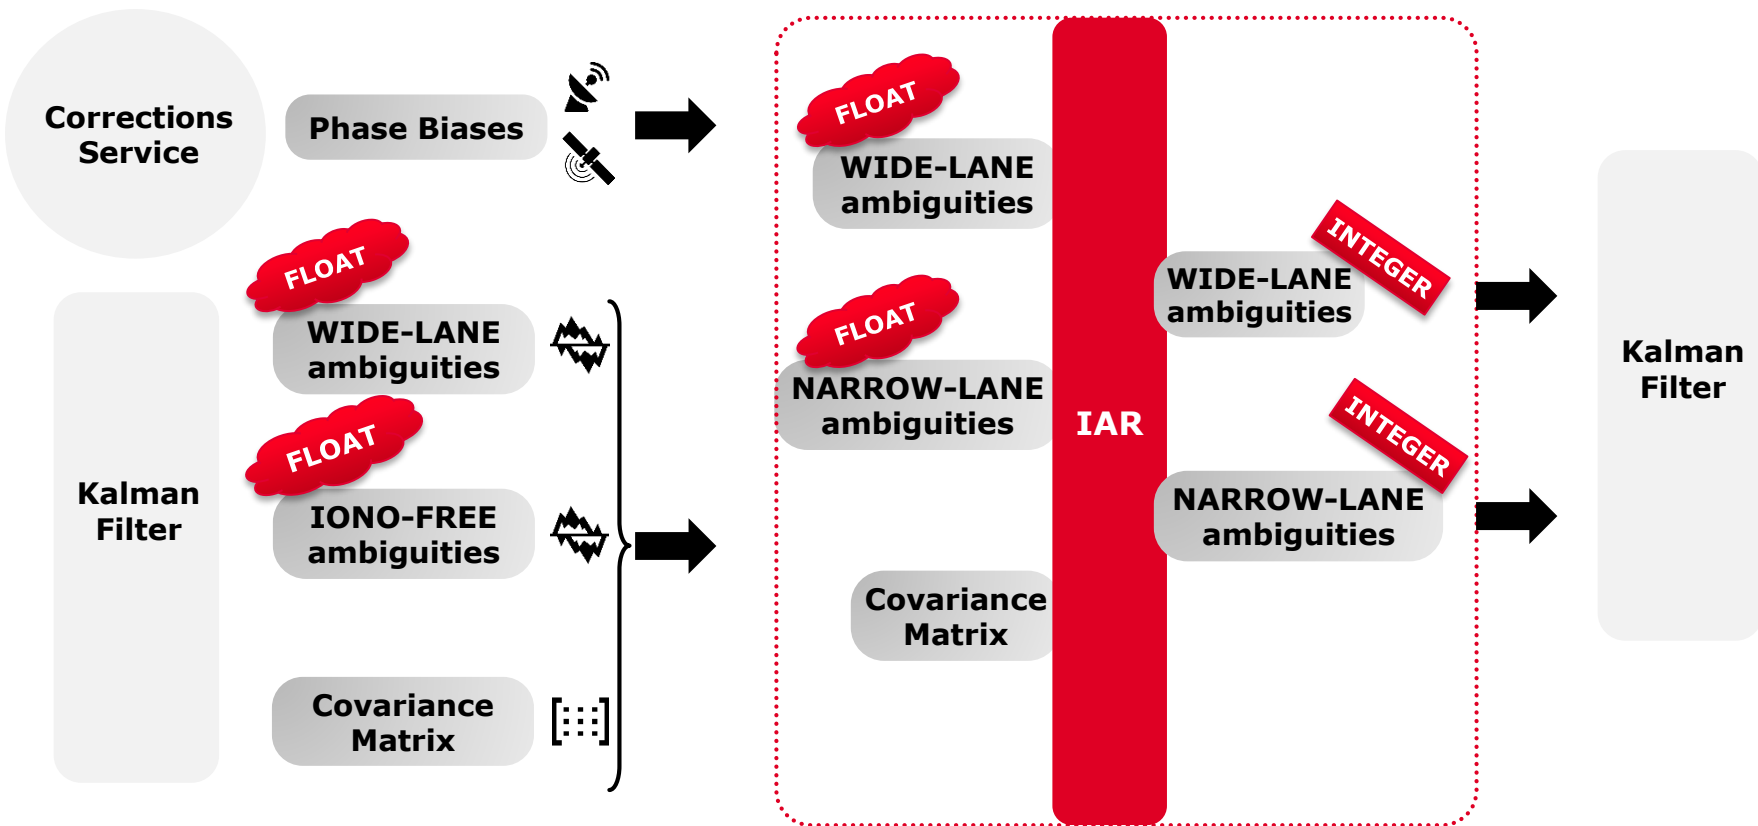 Corrections
Service
Phase Biases
Kalman
Filter
FLOAT
WIDE-LANE
ambiguities
FLOAT
IONO-FREE
ambiguities
Covariance
Matrix
FLOAT
WIDE-LANE
ambiguities
FLOAT
NARROW-LANE
ambiguities
Covariance
Matrix
IAR
INTEGER
WIDE-LANE
ambiguities
INTEGER
NARROW-LANE
ambiguities
Kalman
Filter